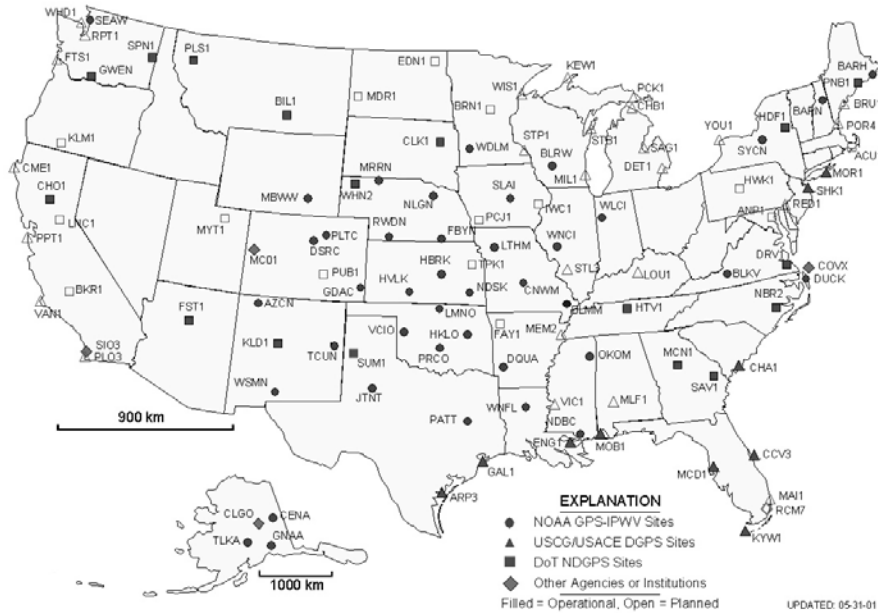 WHD1
SEAW
RPT1
FTS1
SPN1
GWEN
PLS1
BIL1
EDN1
MDR1
KEW1
WIS1
BRN1
PCK1
CHB1
BARH
PNB1
BARN
BRU1
HDF1
POR4
YOU1
SYCN
ACU
KLM1
CLK1
WDLM
STP1
BLRW
STB1
SAG1
DET1
MIL1
MOR1
SHK1
CME1
CHO1
LNC1
PPT1
MBWW
MRRN
WHN2
NLGN
SLAI
IWC1
WLCI
HWK1
ANP1
RED1
MYT1
RWDN
FBYN
PCJ1
PLTC
DSRC
MC01
PUB1
GDAC
HBRK
HVLK
TPK1
NDSK
LTHM
WNCI
STL3
CNWM
LOU1
DRV1
COVX
BLKV
DUCK
NBR2
BKR1
VAN1
SIO3
PLO3
FST1
AZCN
KLD1
TCUN
WSMN
VCIO
LMNO
HKLO
PRCO
SUM1
JTNT
FAY1
MEM2
BLMM
HTV1
DQUA
OKOM
MCN1
SAV1
CHA1
PATT
WNFL
VIC1
NDBC
MLF1
ENG1
MOB1
GAL1
ARP3
CCV3
MCD1
MAI1
RCM7
KYW1
900 km
CLGO
CENA
TLKA
GNAA
1000 km
EXPLANATION
NOAA GPS-IPWV Sites
USCG/USACE DGPS Sites
DoT NDGPS Sites
Other Agencies or Institutions
Filled = Operational, Open = Planned
UPDATED: 05-31-01